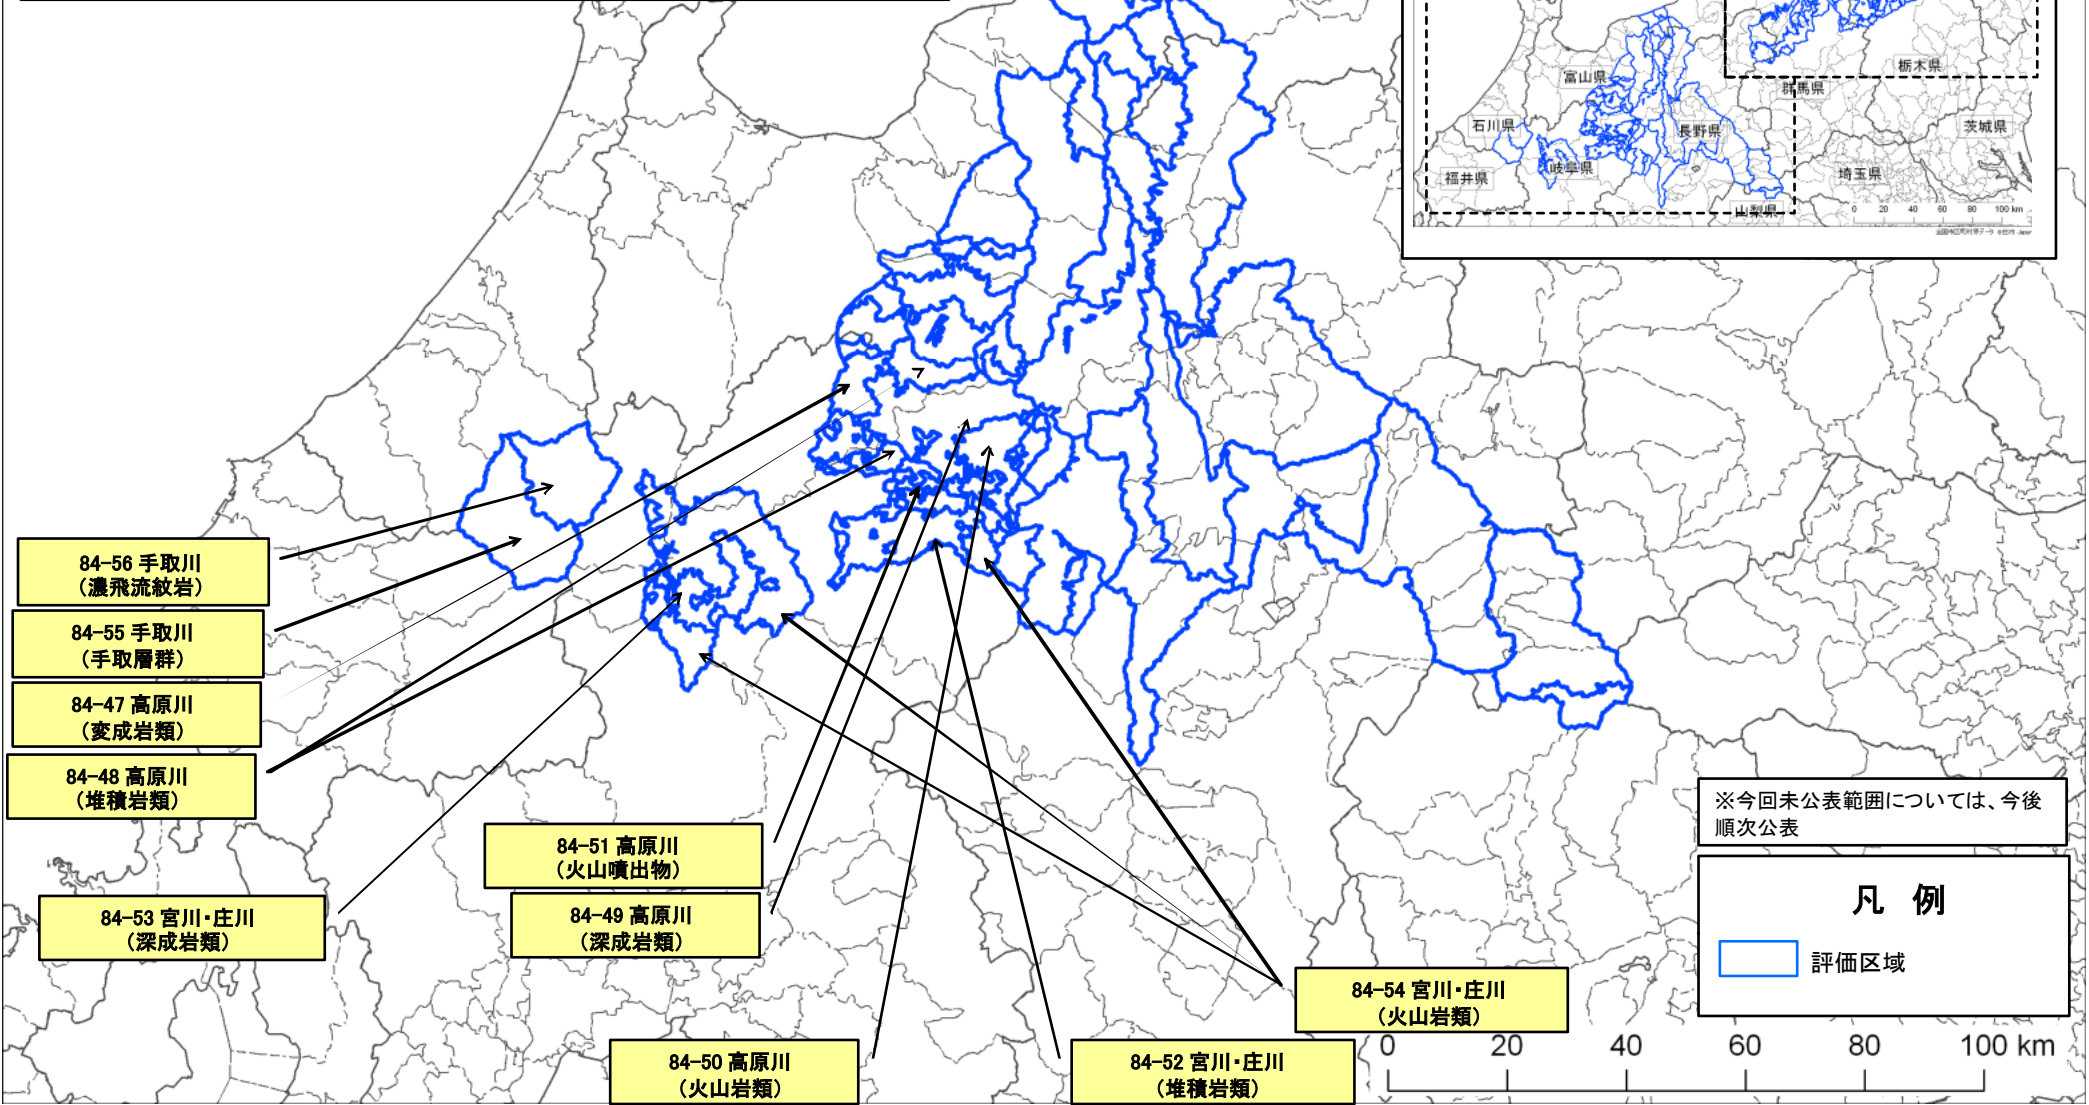 富山県
栃木県
群馬県
石川県
長野県
茨城県
岐阜県
福井県
埼玉県
山梨県
0 20 40 60 80 100 km
84-56 手取川
（濃飛流紋岩）
84-55 手取川
（手取層群）
84-47 高原川
（変成岩類）
84-48 高原川
（堆積岩類）
84-53 宮川・庄川
（深成岩類）
84-51 高原川
（火山噴出物）
84-49 高原川
（深成岩類）
84-50 高原川
（火山岩類）
84-52 宮川・庄川
（堆積岩類）
84-54 宮川・庄川
（火山岩類）
※今回未公表範囲については、今後
順次公表
凡 例
評価区域
0 20 40 60 80 100 km